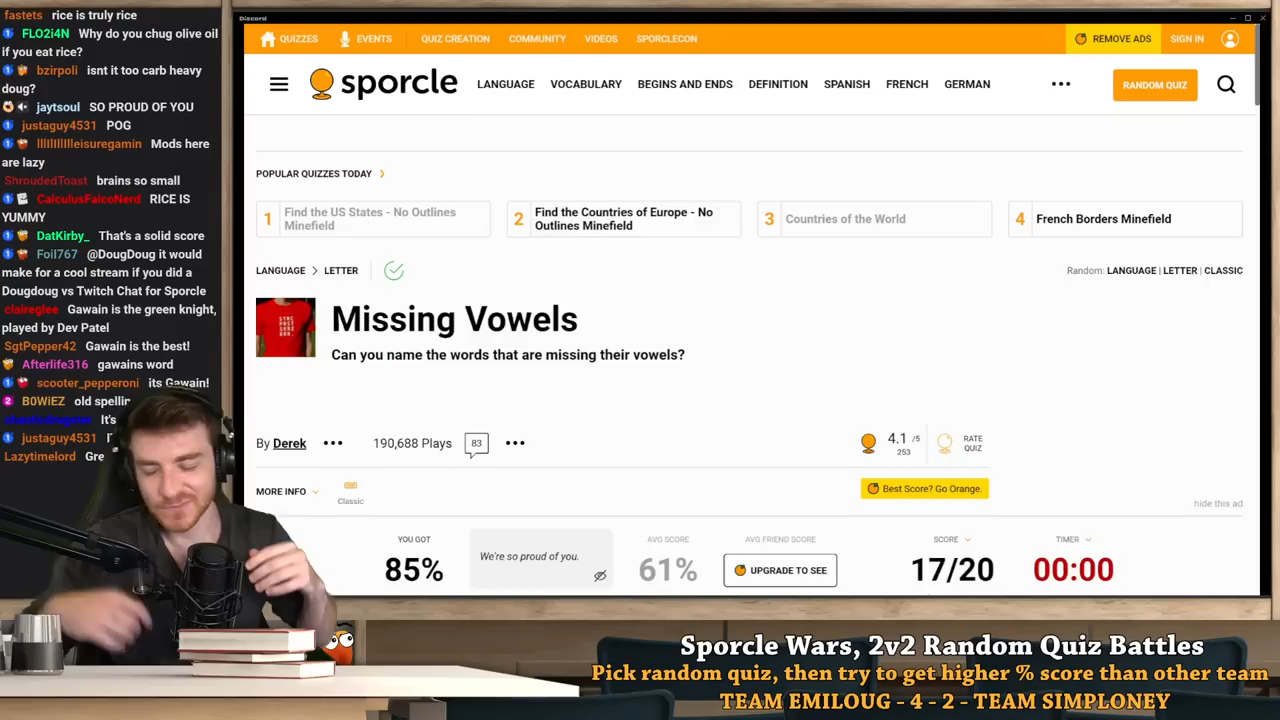 fastets rice is truly rice
FLO2i4N Why do you chug olive oil
if you eat rice?
bzirpoli isnt it too carb heavy
doug?
jaytsoul SO PROUD OF YOU
justaguy4531 POG
Mods here
are lazy
ShroudedToast brains so small
CalculusFalcoNerd RICE IS
YUMMY
DatKirby_ That's a solid score
Foil767 @DougDoug it would
make for a cool stream if you did a
Dougdoug vs Twitch Chat for Sporcle
claireglee Gawain is the green knight,
played by Dev Patel
SgtPepper42 Gawain is the best!
Afterlife316 gawains word
scooter_pepperoni its Gawain!
B0WiEZ old spellin
It's
justaguy4531
Lazytimelord Gre
Discord
QUIZZES EVENTS QUIZ CREATION COMMUNITY VIDEOS SPORCLECON REMOVE ADS SIGN IN
sporcle LANGUAGE VOCABULARY BEGINS AND ENDS DEFINITION SPANISH FRENCH GERMAN RANDOM QUIZ
POPULAR QUIZZES TODAY
1 Find the US States - No Outlines
Minefield
2 Find the Countries of Europe - No
Outlines Minefield
3 Countries of the World
4 French Borders Minefield
LANGUAGE > LETTER
Random: LANGUAGE | LETTER | CLASSIC
Missing Vowels
Can you name the words that are missing their vowels?
By Derek 190,688 Plays 83
4.1 /5
253
RATE
QUIZ
MORE INFO Classic
Best Score? Go Orange.
hide this ad
YOU GOT
85%
We're so proud of you.
AVG SCORE
61%
AVG FRIEND SCORE
UPGRADE TO SEE
SCORE
17/20
TIMER
00:00
Sporcle Wars, 2v2 Random Quiz Battles
Pick random quiz, then try to get higher % score than other team
TEAM EMILOUG - 4 - 2 - TEAM SIMPLONEY